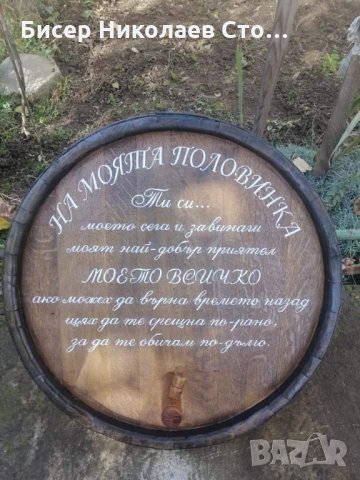 Бисер Николаев Сто...
НА МОЯТА ПОЛОВИНКА
Ти си...
моето сега и завинаги
моят най-добър приятел
МОЕТО ВСИЧКО
ако можех да върна времето назад
щях да те срещна по-рано,
за да те обичам по-дълго.
BAZAR